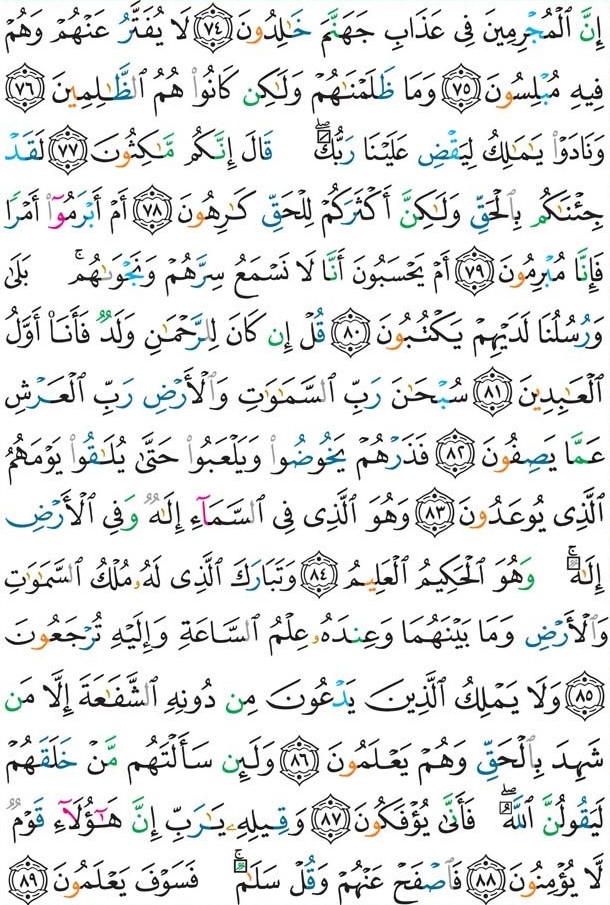 إِنَّ ٱلْمُجْرِمِينَ فِى عَذَابِ جَهَنَّمَ خَـٰلِدُونَ ٧٤ لَا يُفَتَّرُ عَنْهُمْ وَهُمْ
فِيهِ مُبْلِسُونَ ٧٥ وَمَا ظَلَمْنَـٰهُمْ وَلَـٰكِن كَانُوا۟ هُمُ ٱلظَّـٰلِمِينَ ٧٦
وَنَادَوْا۟ يَـٰمَـٰلِكُ لِيَقْضِ عَلَيْنَا رَبُّكَ ۖ قَالَ إِنَّكُم مَّـٰكِثُونَ ٧٧ لَقَدْ
جِئْنَـٰكُم بِٱلْحَقِّ وَلَـٰكِنَّ أَكْثَرَكُمْ لِلْحَقِّ كَـٰرِهُونَ ٧٨ أَمْ أَبْرَمُوٓا۟ أَمْرًا
فَإِنَّا مُبْرِمُونَ ٧٩ أَمْ يَحْسَبُونَ أَنَّا لَا نَسْمَعُ سِرَّهُمْ وَنَجْوَىٰهُم ۚ بَلَىٰ
وَرُسُلُنَا لَدَيْهِمْ يَكْتُبُونَ ٨٠ قُلْ إِن كَانَ لِلرَّحْمَـٰنِ وَلَدٌ فَأَنَا۠ أَوَّلُ
ٱلْعَـٰبِدِينَ ٨١ سُبْحَـٰنَ رَبِّ ٱلسَّمَـٰوَٰتِ وَٱلْأَرْضِ رَبِّ ٱلْعَرْشِ
عَمَّا يَصِفُونَ ٨٢ فَذَرْهُمْ يَخُوضُوا۟ وَيَلْعَبُوا۟ حَتَّىٰ يُلَـٰقُوا۟ يَوْمَهُمُ
ٱلَّذِى يُوعَدُونَ ٨٣ وَهُوَ ٱلَّذِى فِى ٱلسَّمَآءِ إِلَـٰهٌ وَفِى ٱلْأَرْضِ
إِلَـٰهٌ ۚ وَهُوَ ٱلْحَكِيمُ ٱلْعَلِيمُ ٨٤ وَتَبَارَكَ ٱلَّذِى لَهُۥ مُلْكُ ٱلسَّمَـٰوَٰتِ
وَٱلْأَرْضِ وَمَا بَيْنَهُمَا وَعِندَهُۥ عِلْمُ ٱلسَّاعَةِ وَإِلَيْهِ تُرْجَعُونَ
٨٥ وَلَا يَمْلِكُ ٱلَّذِينَ يَدْعُونَ مِن دُونِهِ ٱلشَّفَـٰعَةَ إِلَّا مَن
شَهِدَ بِٱلْحَقِّ وَهُمْ يَعْلَمُونَ ٨٦ وَلَئِن سَأَلْتَهُم مَّنْ خَلَقَهُمْ
لَيَقُولُنَّ ٱللَّهُ ۖ فَأَنَّىٰ يُؤْفَكُونَ ٨٧ وَقِيلِهِۦ يَـٰرَبِّ إِنَّ هَـٰٓؤُلَآءِ قَوْمٌ
لَّا يُؤْمِنُونَ ٨٨ فَٱصْفَحْ عَنْهُمْ وَقُلْ سَلَـٰمٌ ۚ فَسَوْفَ يَعْلَمُونَ ٨٩